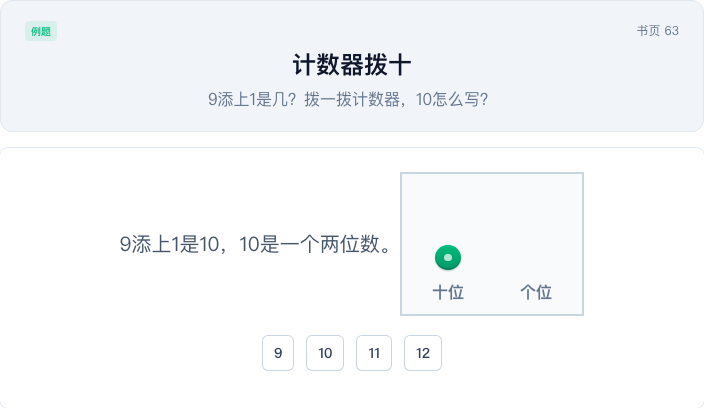 例题
书页 63
计数器拨十
9添上1是几？拨一拨计数器，10怎么写？
9添上1是10，10是一个两位数。
十位 个位
9 10 11 12